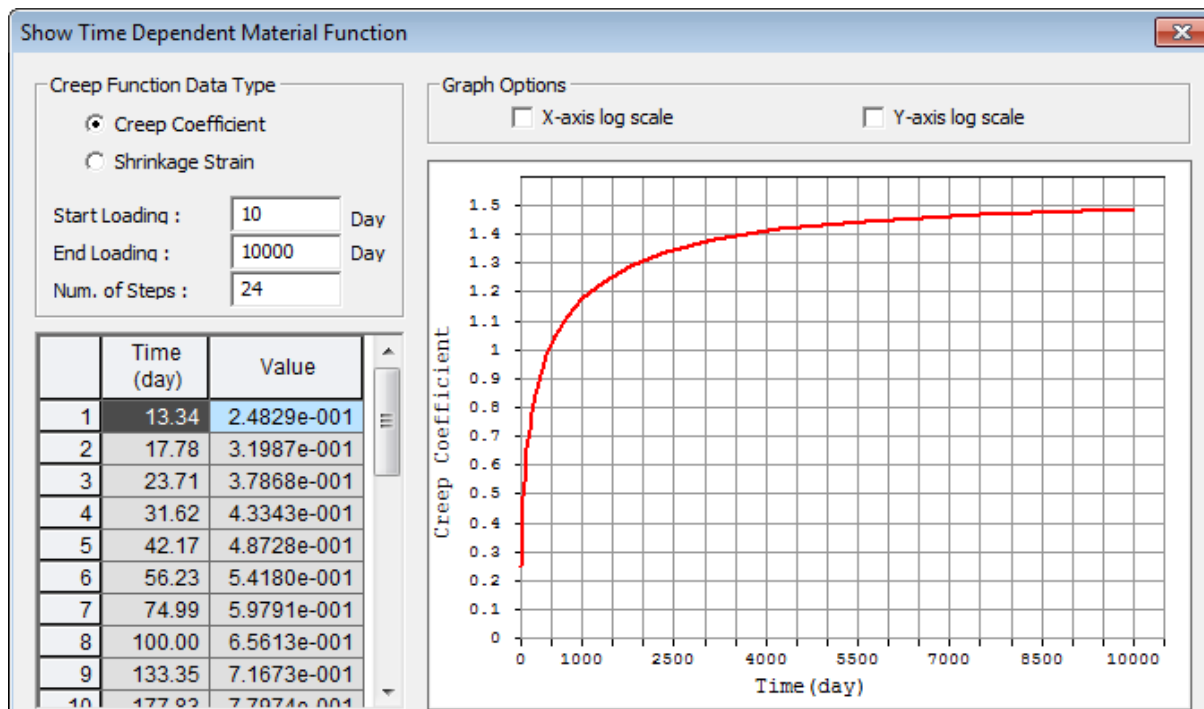 Show Time Dependent Material Function
Creep Function Data Type
Creep Coefficient
Shrinkage Strain
Start Loading : 10 Day
End Loading : 10000 Day
Num. of Steps : 24
Time (day) Value
1 13.34 2.4829e-001
2 17.78 3.1987e-001
3 23.71 3.7868e-001
4 31.62 4.3343e-001
5 42.17 4.8728e-001
6 56.23 5.4180e-001
7 74.99 5.9791e-001
8 100.00 6.5613e-001
9 133.35 7.1673e-001
10 177.83 7.7974e-001
Graph Options
X-axis log scale Y-axis log scale
Creep Coefficient
1.5
1.4
1.3
1.2
1.1
1
0.9
0.8
0.7
0.6
0.5
0.4
0.3
0.2
0.1
0
0 1000 2500 4000 5500 7000 8500 10000
Time(day)